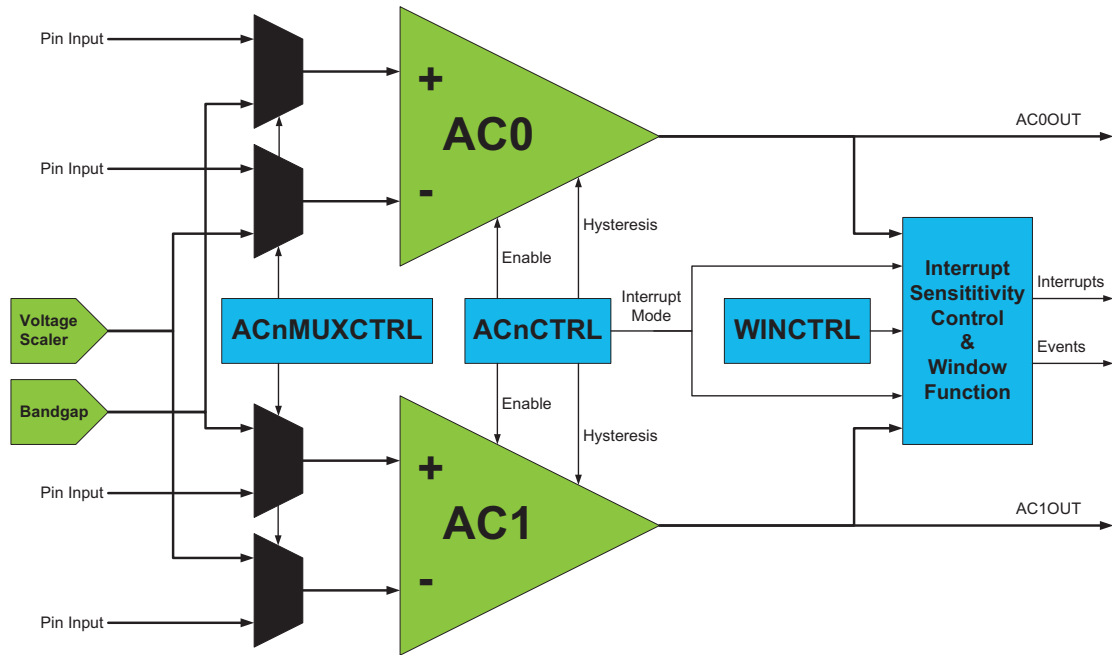 Pin Input
+
AC0
-
AC0OUT
Pin Input
Hysteresis
Enable
Voltage
Scaler
Bandgap
ACnMUXCTRL
ACnCTRL
Interrupt
Mode
WINCTRL
Interrupt
Sensititivity
Control
&
Window
Function
Interrupts
Events
Enable
Hysteresis
Pin Input
+
AC1
-
AC1OUT
Pin Input